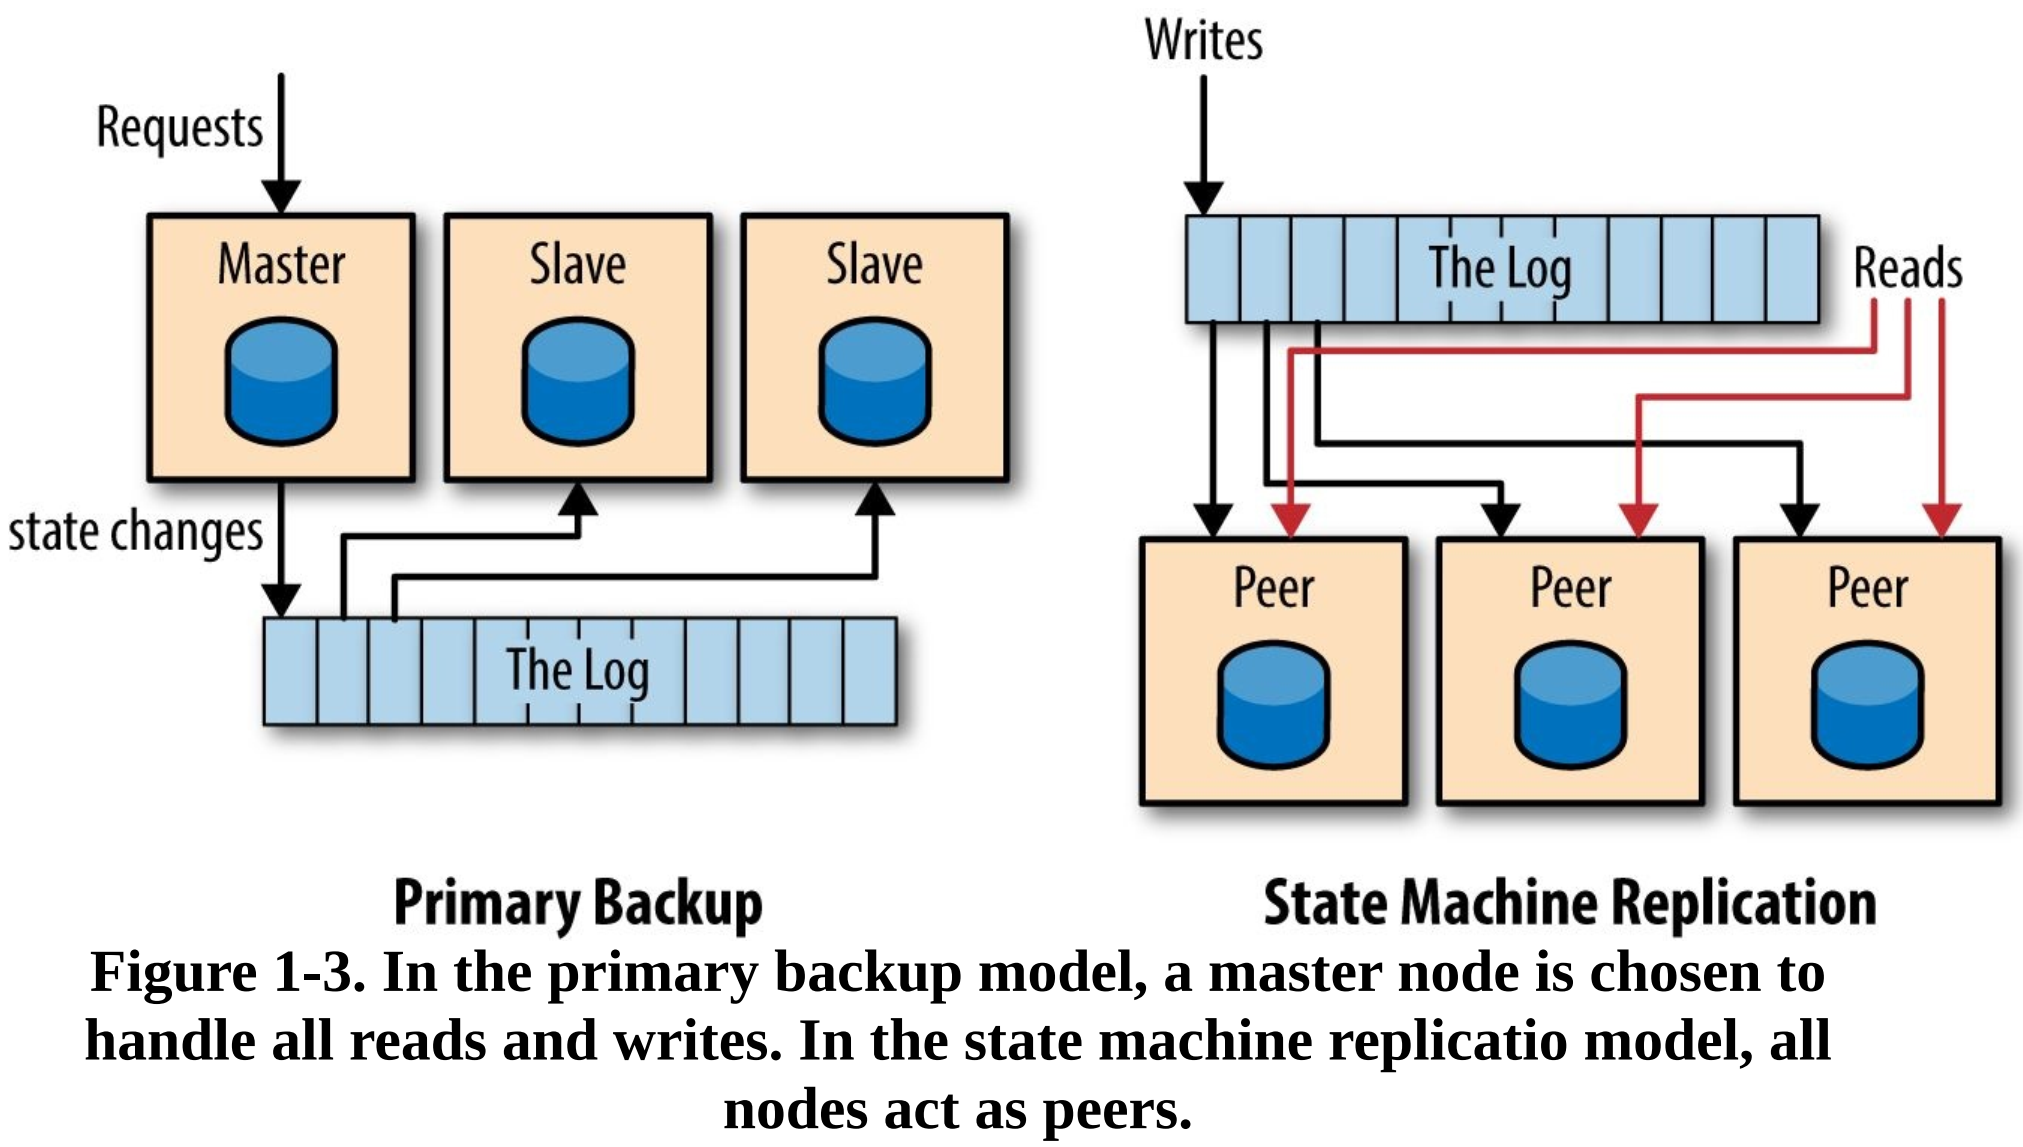 Requests
Master
Slave
Slave
state changes
The Log
Primary Backup
Writes
The Log
Reads
Peer
Peer
Peer
State Machine Replication
Figure 1-3. In the primary backup model, a master node is chosen to
handle all reads and writes. In the state machine replicatio model, all
nodes act as peers.